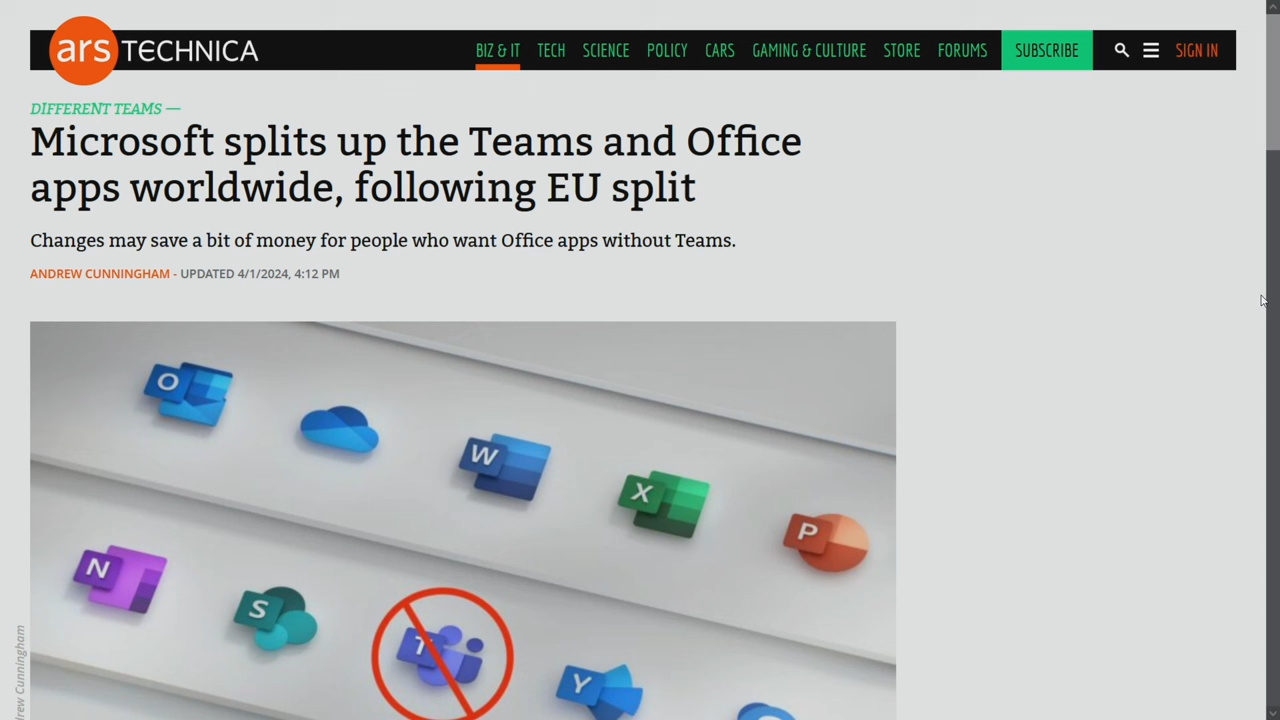 ars TECHNICA
BIZ & IT TECH SCIENCE POLICY CARS GAMING & CULTURE STORE FORUMS SUBSCRIBE SIGN IN
DIFFERENT TEAMS —
Microsoft splits up the Teams and Office
apps worldwide, following EU split
Changes may save a bit of money for people who want Office apps without Teams.
ANDREW CUNNINGHAM - UPDATED 4/1/2024, 4:12 PM
O
W
X
P
N
S
T
Y
Cunningham